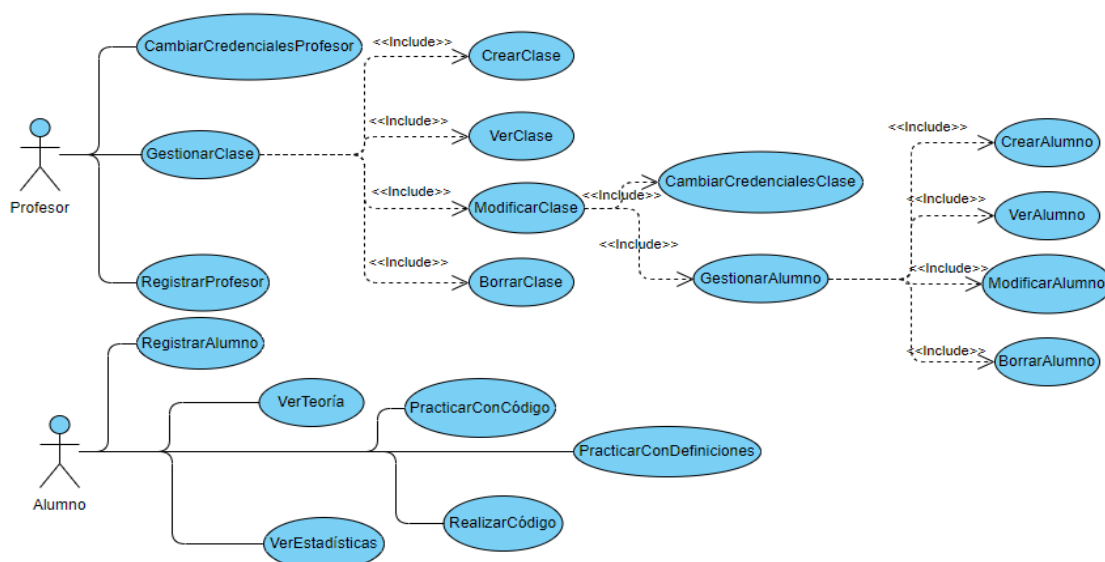 CambiarCredencialesProfesor
<<Include>>
CrearClase
<<Include>>
VerClase
<<Include>>
CrearAlumno
GestionarClase
Profesor
<<Include>>
ModificarClase
<<Include>>
CambiarCredencialesClase
<<Include>>
VerAlumno
<<Include>>
GestionarAlumno
<<Include>>
ModificarAlumno
RegistrarProfesor
<<Include>>
BorrarClase
<<Include>>
BorrarAlumno
RegistrarAlumno
VerTeoría
PracticarConCódigo
PracticarConDefiniciones
Alumno
VerEstadísticas
RealizarCódigo